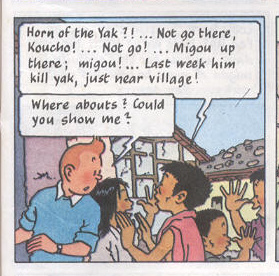 Horn of the Yak ?! ... Not go there,
Koucho! ... Not go! ... Migou up
there; migou! ... Last week him
kill yak, just near village!
Where abouts? Could
you show me?